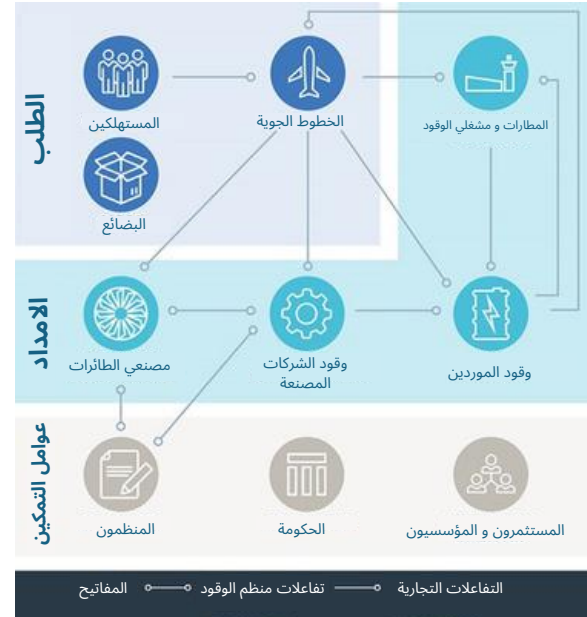 الطلب
المستهلكين
الخطوط الجوية
المطارات و مشغلي الوقود
البضائع
الامداد
مصنعي الطائرات
وقود الشركات
المصنعة
وقود الموردين
عوامل التمكين
المنظمون
الحكومة
المستثمرون و المؤسسيون
المفاتيح
تفاعلات منظم الوقود
التفاعلات التجارية